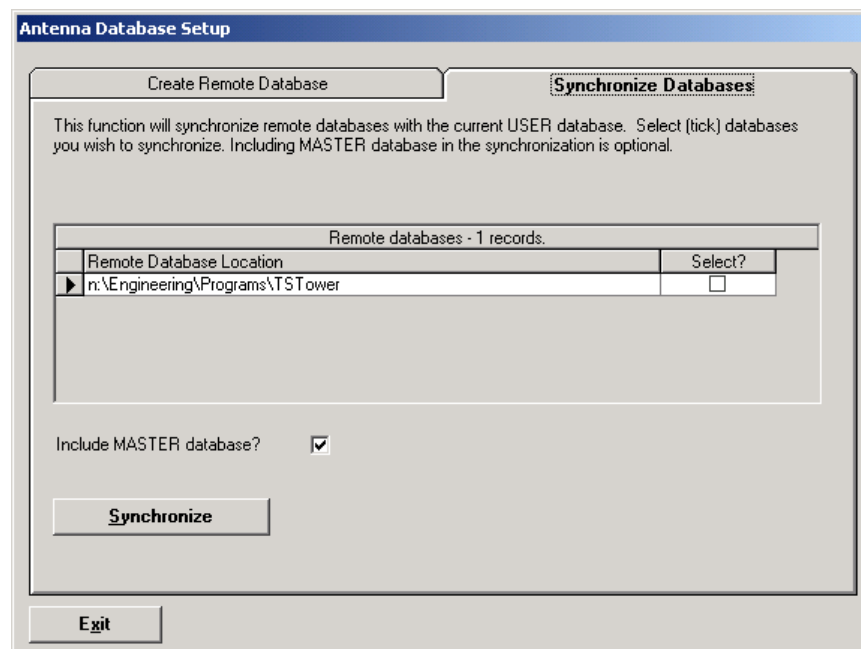 Antenna Database Setup
Create Remote Database
Synchronize Databases
This function will synchronize remote databases with the current USER database. Select (tick) databases
you wish to synchronize. Including MASTER database in the synchronization is optional.
Remote databases - 1 records.
Remote Database Location
Select?
n:\Engineering\Programs\TSTower
Include MASTER database?
Synchronize
Exit